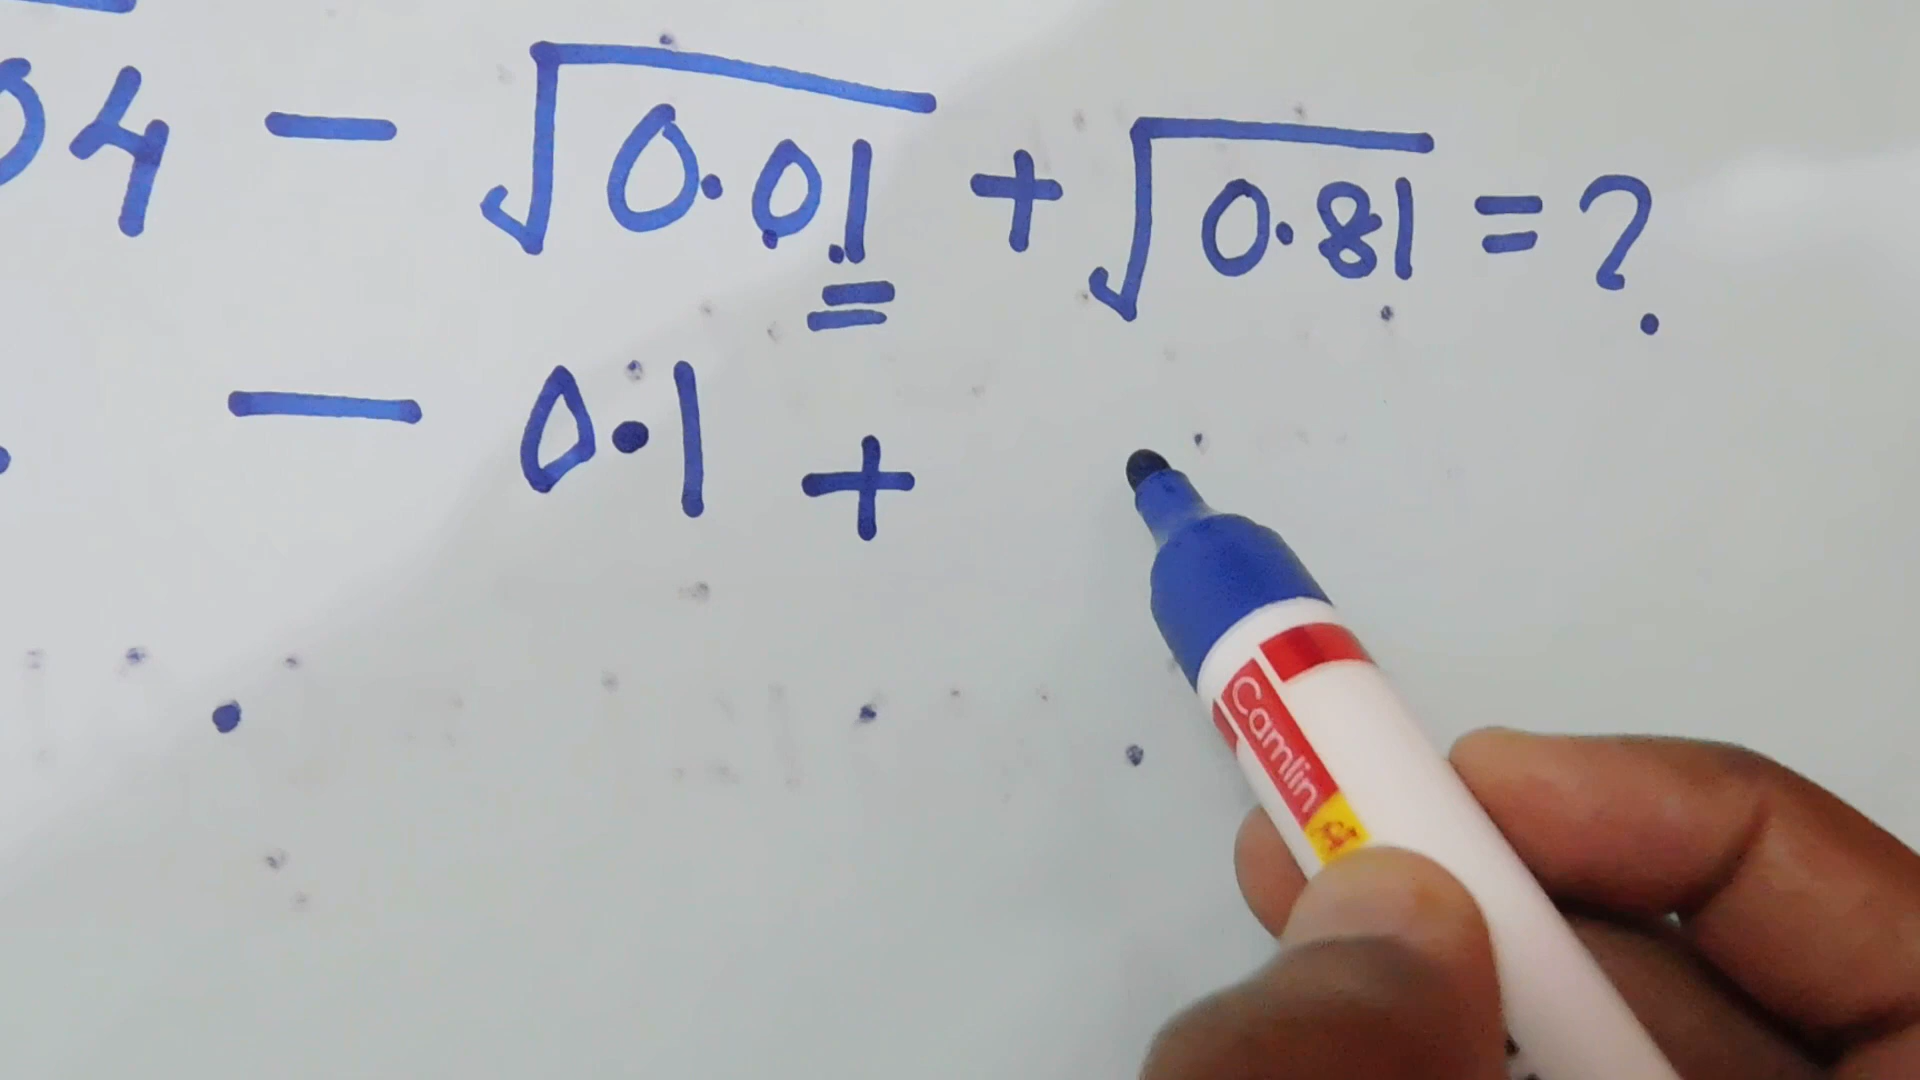 04 − √0.01 + √0.81 = ?
− 0.1 +
Camlin